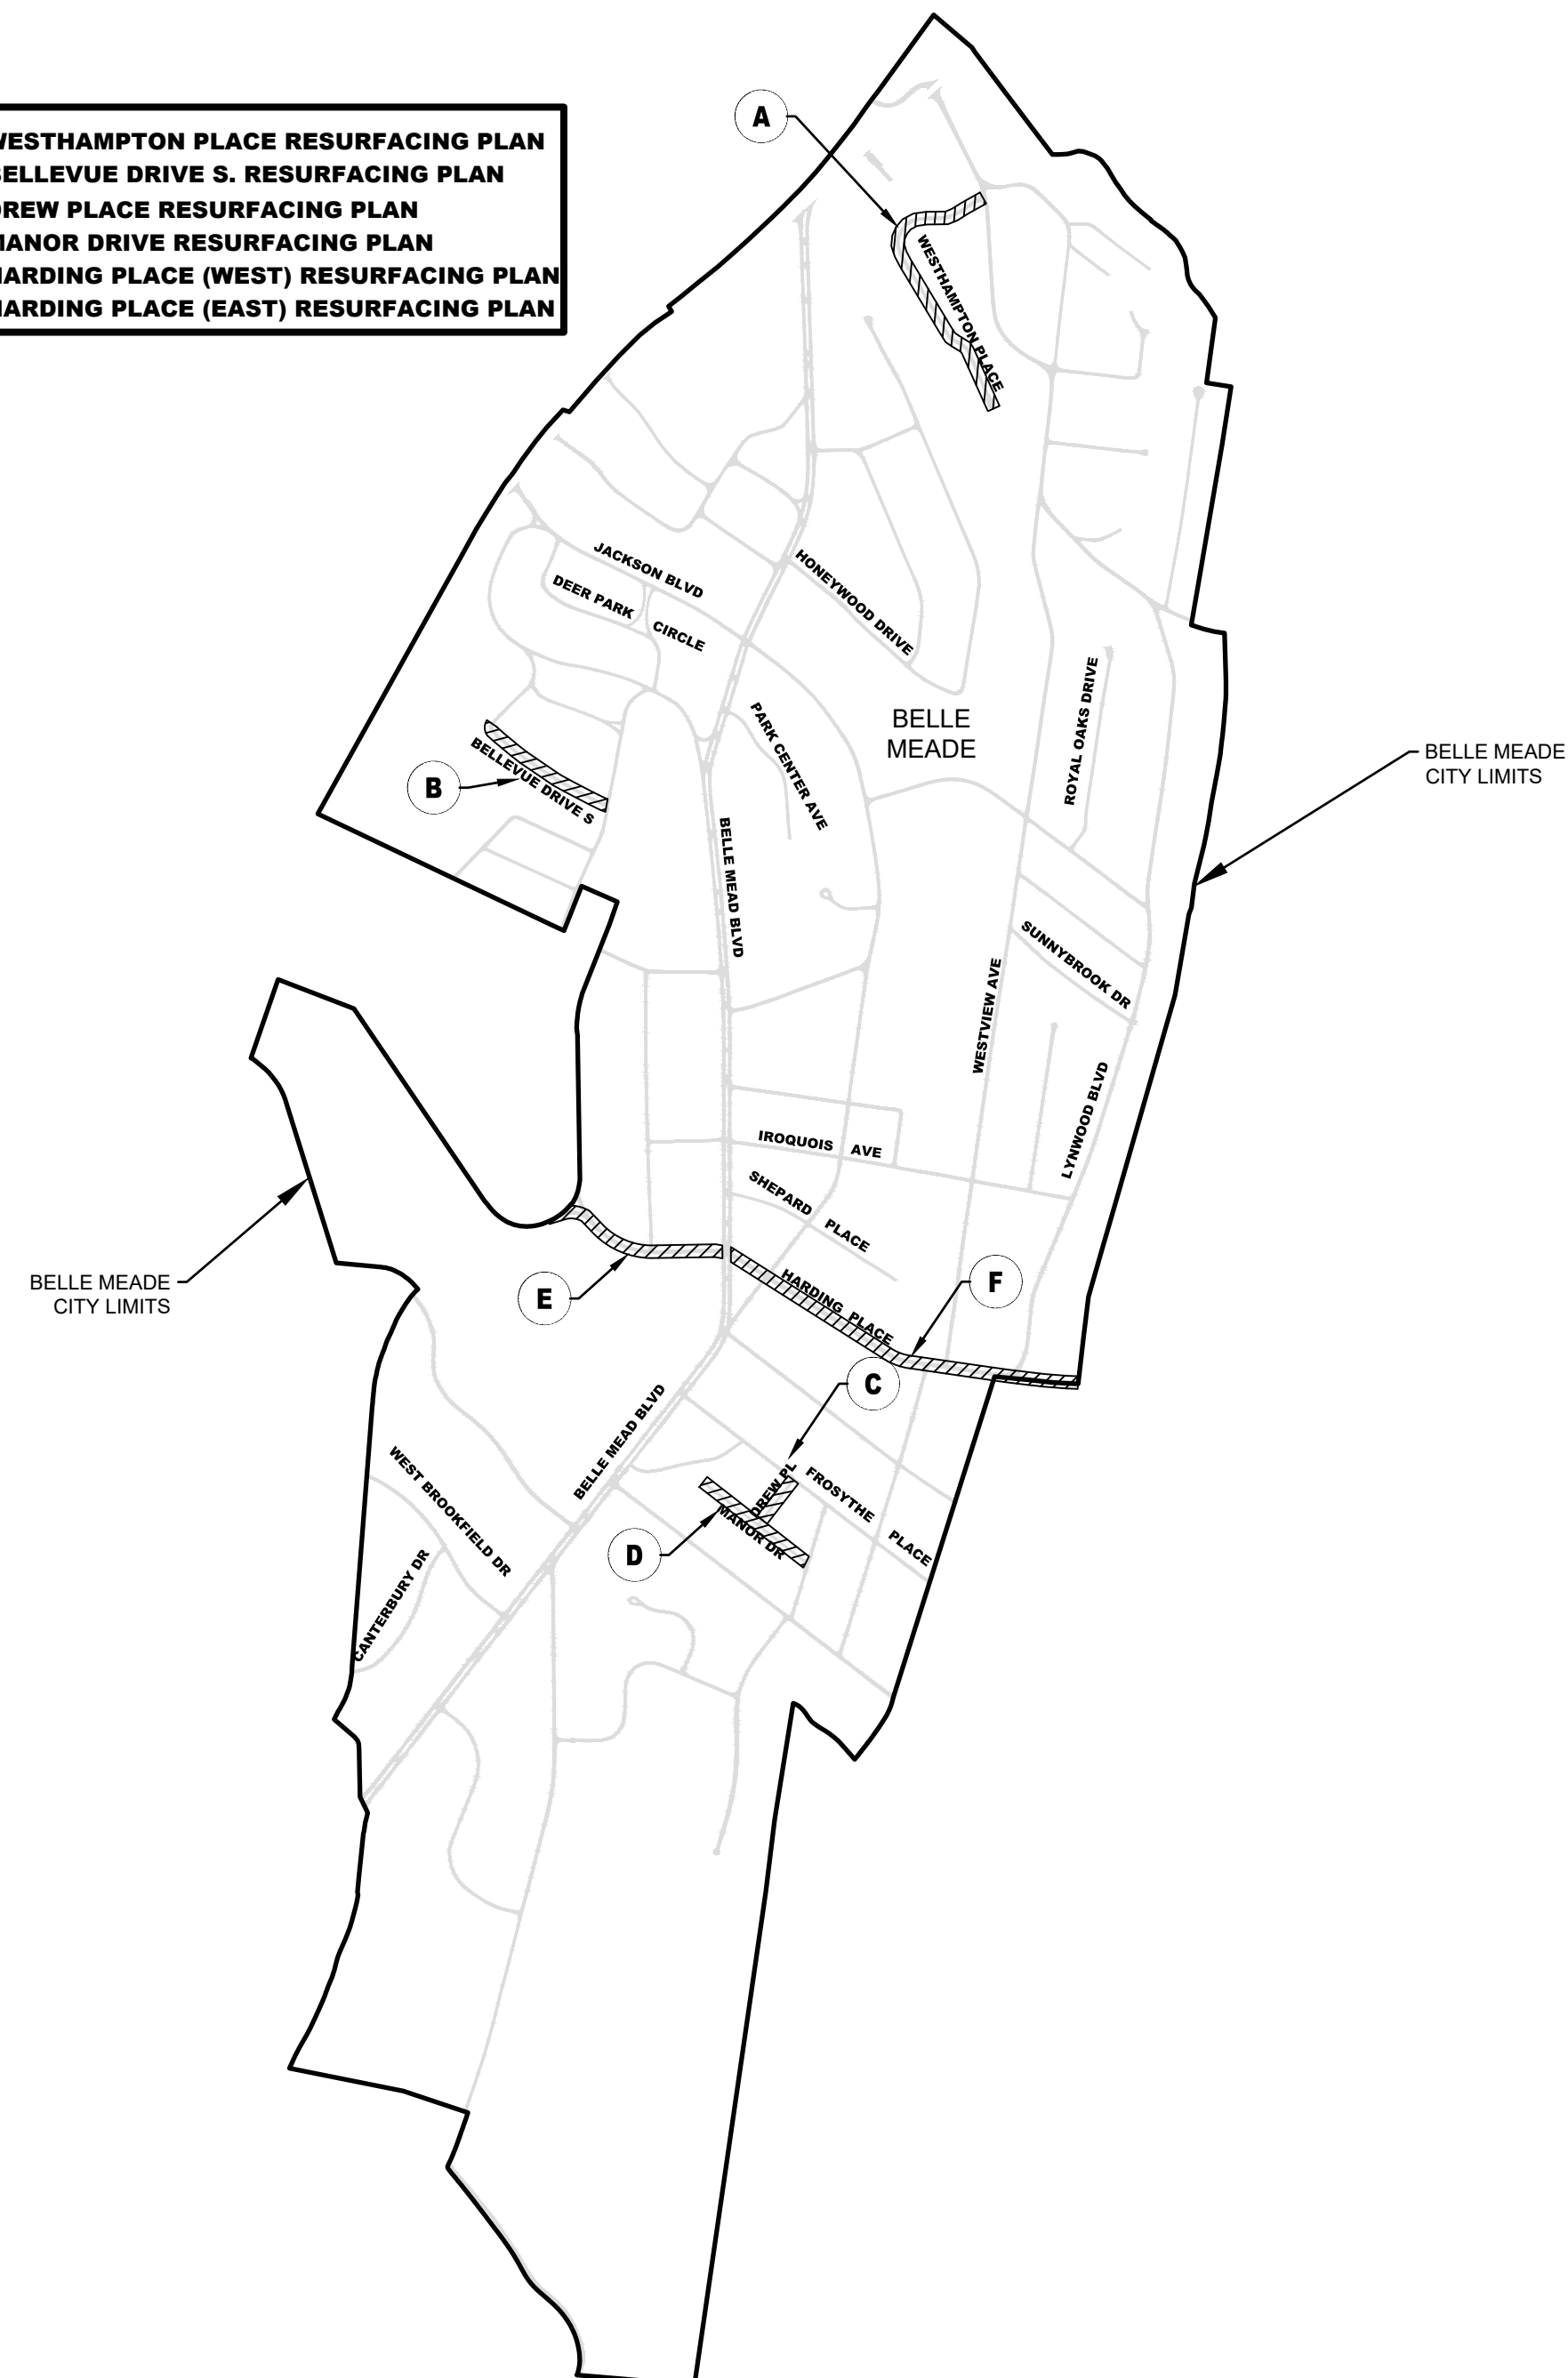 WESTHAMPTON PLACE RESURFACING PLAN
BELLEVUE DRIVE S. RESURFACING PLAN
DREW PLACE RESURFACING PLAN
MANOR DRIVE RESURFACING PLAN
HARDING PLACE (WEST) RESURFACING PLAN
HARDING PLACE (EAST) RESURFACING PLAN
A
WESTHAMPTON PLACE
JACKSON BLVD
DEER PARK
CIRCLE
HONEYWOOD DRIVE
ROYAL OAKS DRIVE
PARK CENTER AVE
BELLE
MEADE
BELLE MEADE
CITY LIMITS
B
BELLEVUE DRIVE S
BELLE MEAD BLVD
SUNNYBROOK DR
WESTVIEW AVE
LYNWOOD BLVD
IROQUOIS AVE
SHEPARD PLACE
BELLE MEADE
CITY LIMITS
E
HARDING PLACE
F
C
BELLE MEAD BLVD
WEST BROOKFIELD DR
DREW PL
FROSYTHE PLACE
MANOR DR
D
CANTERBURY DR